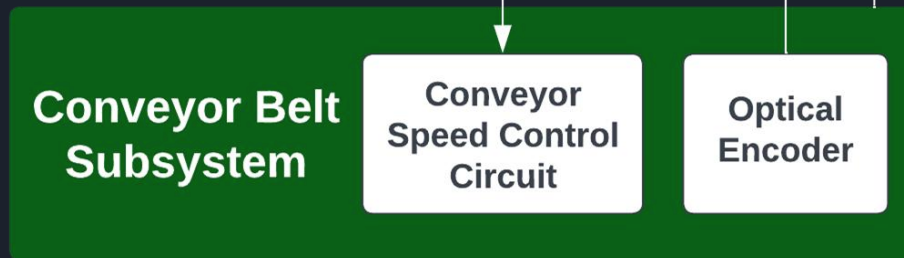 Conveyor Belt
Subsystem
Conveyor
Speed Control
Circuit
Optical
Encoder